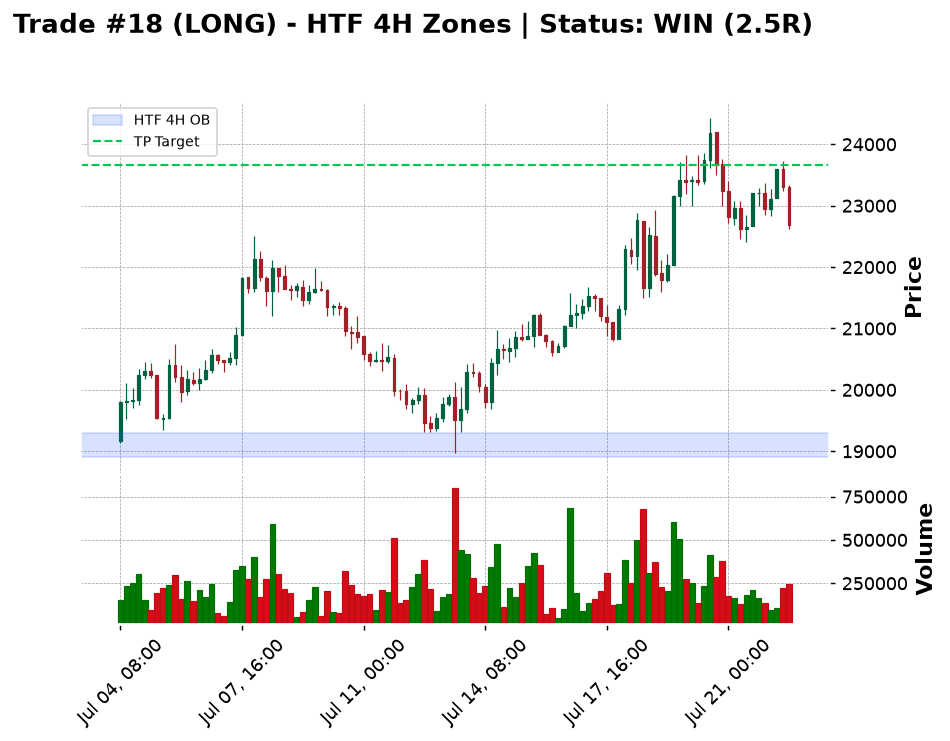 Trade #18 (LONG) - HTF 4H Zones | Status: WIN (2.5R)
HTF 4H OB
TP Target
24000
23000
22000
21000
20000
19000
Price
750000
500000
250000
Volume
Jul 04, 08:00
Jul 07, 16:00
Jul 11, 00:00
Jul 14, 08:00
Jul 17, 16:00
Jul 21, 00:00